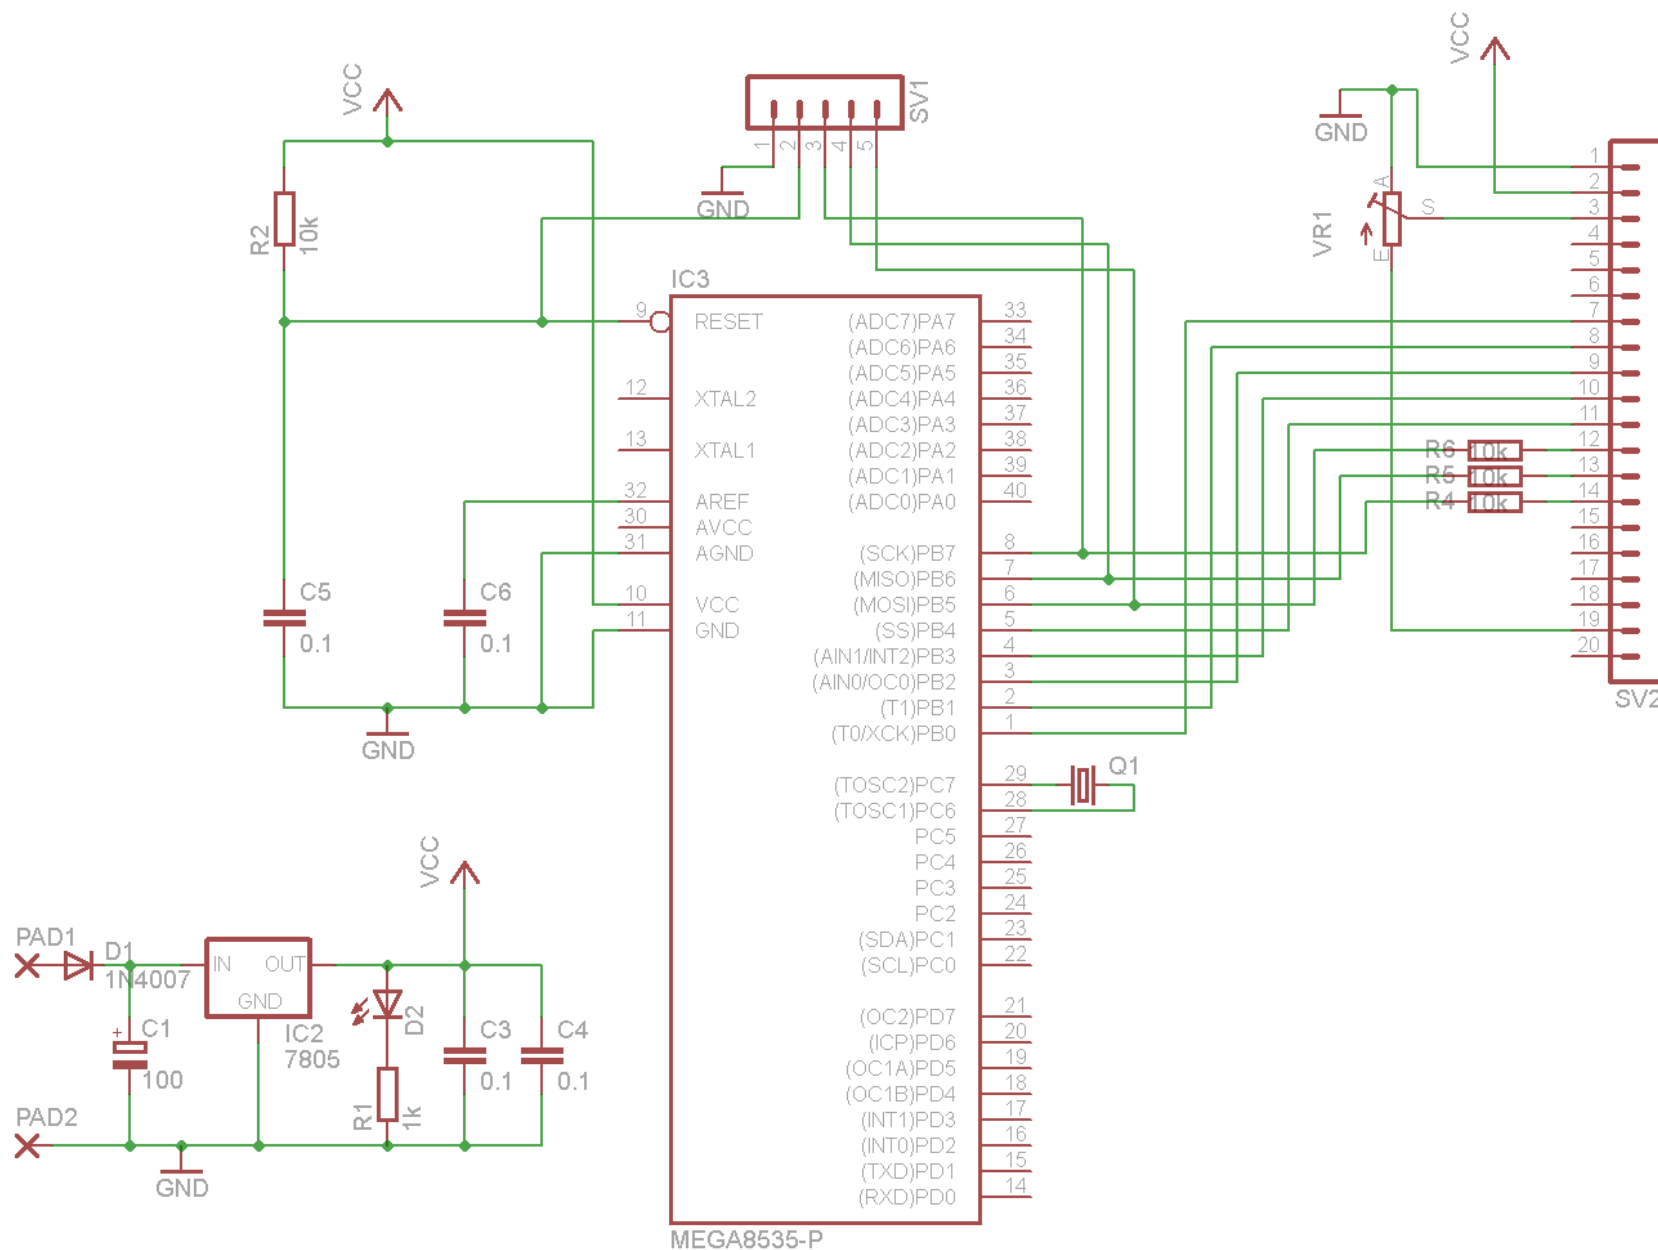 VCC
R2
10k
SV1
1
2
3
4
5
GND
VCC
GND
VR1
A
S
E
1
2
3
4
5
6
7
8
9
10
11
12
13
14
15
16
17
18
19
20
SV2
R6 10k
R5 10k
R4 10k
IC3
9 RESET
12 XTAL2
13 XTAL1
32 AREF
30 AVCC
31 AGND
10 VCC
11 GND
(ADC7)PA7 33
(ADC6)PA6 34
(ADC5)PA5 35
(ADC4)PA4 36
(ADC3)PA3 37
(ADC2)PA2 38
(ADC1)PA1 39
(ADC0)PA0 40
(SCK)PB7 8
(MISO)PB6 7
(MOSI)PB5 6
(SS)PB4 5
(AIN1/INT2)PB3 4
(AIN0/OC0)PB2 3
(T1)PB1 2
(T0/XCK)PB0 1
(TOSC2)PC7 29
(TOSC1)PC6 28
PC5 27
PC4 26
PC3 25
PC2 24
(SDA)PC1 23
(SCL)PC0 22
(OC2)PD7 21
(ICP)PD6 20
(OC1A)PD5 19
(OC1B)PD4 18
(INT1)PD3 17
(INT0)PD2 16
(TXD)PD1 15
(RXD)PD0 14
MEGA8535-P
Q1
C5
0.1
C6
0.1
GND
VCC
PAD1
D1
1N4007
IN OUT
GND
IC2
7805
+ C1
100
D2
R1
1k
C3
0.1
C4
0.1
PAD2
GND